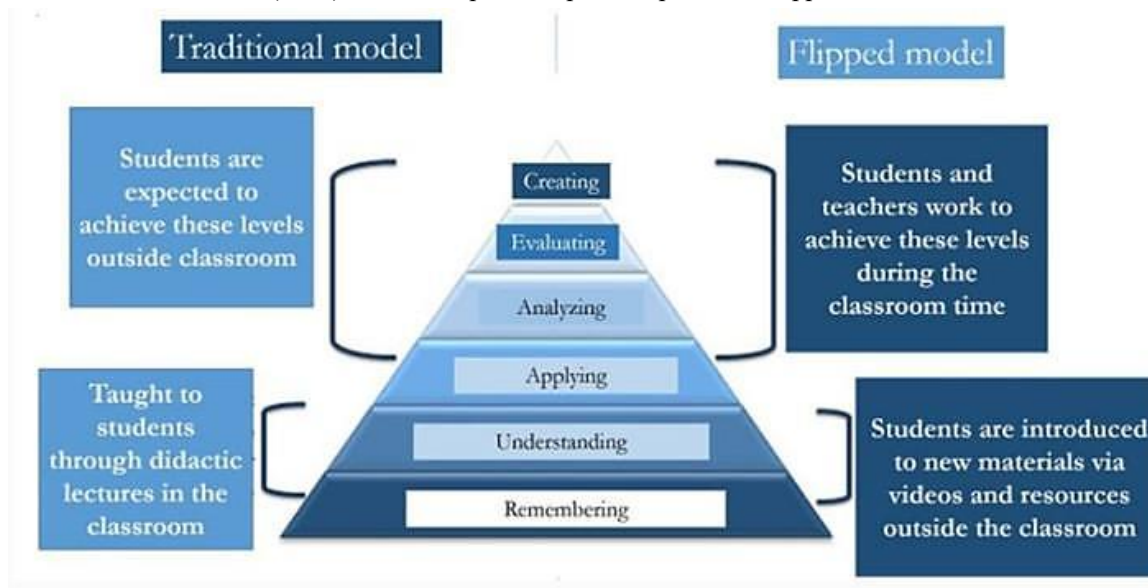 Traditional model
Flipped model
Students are
expected to
achieve these levels
outside classroom
Creating
Evaluating
Analyzing
Applying
Understanding
Remembering
Students and
teachers work to
achieve these levels
during the
classroom time
Taught to
students
through didactic
lectures in the
classroom
Students are introduced
to new materials via
videos and resources
outside the classroom